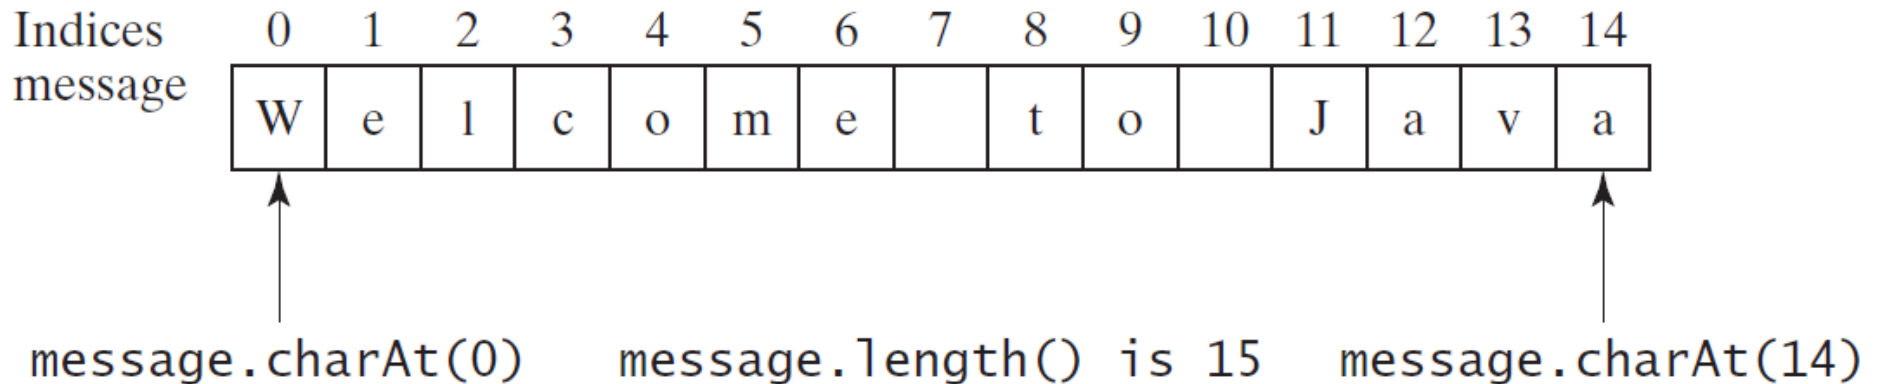 Indices 0 1 2 3 4 5 6 7 8 9 10 11 12 13 14
message W e l c o m e t o J a v a
message.charAt(0) message.length() is 15 message.charAt(14)